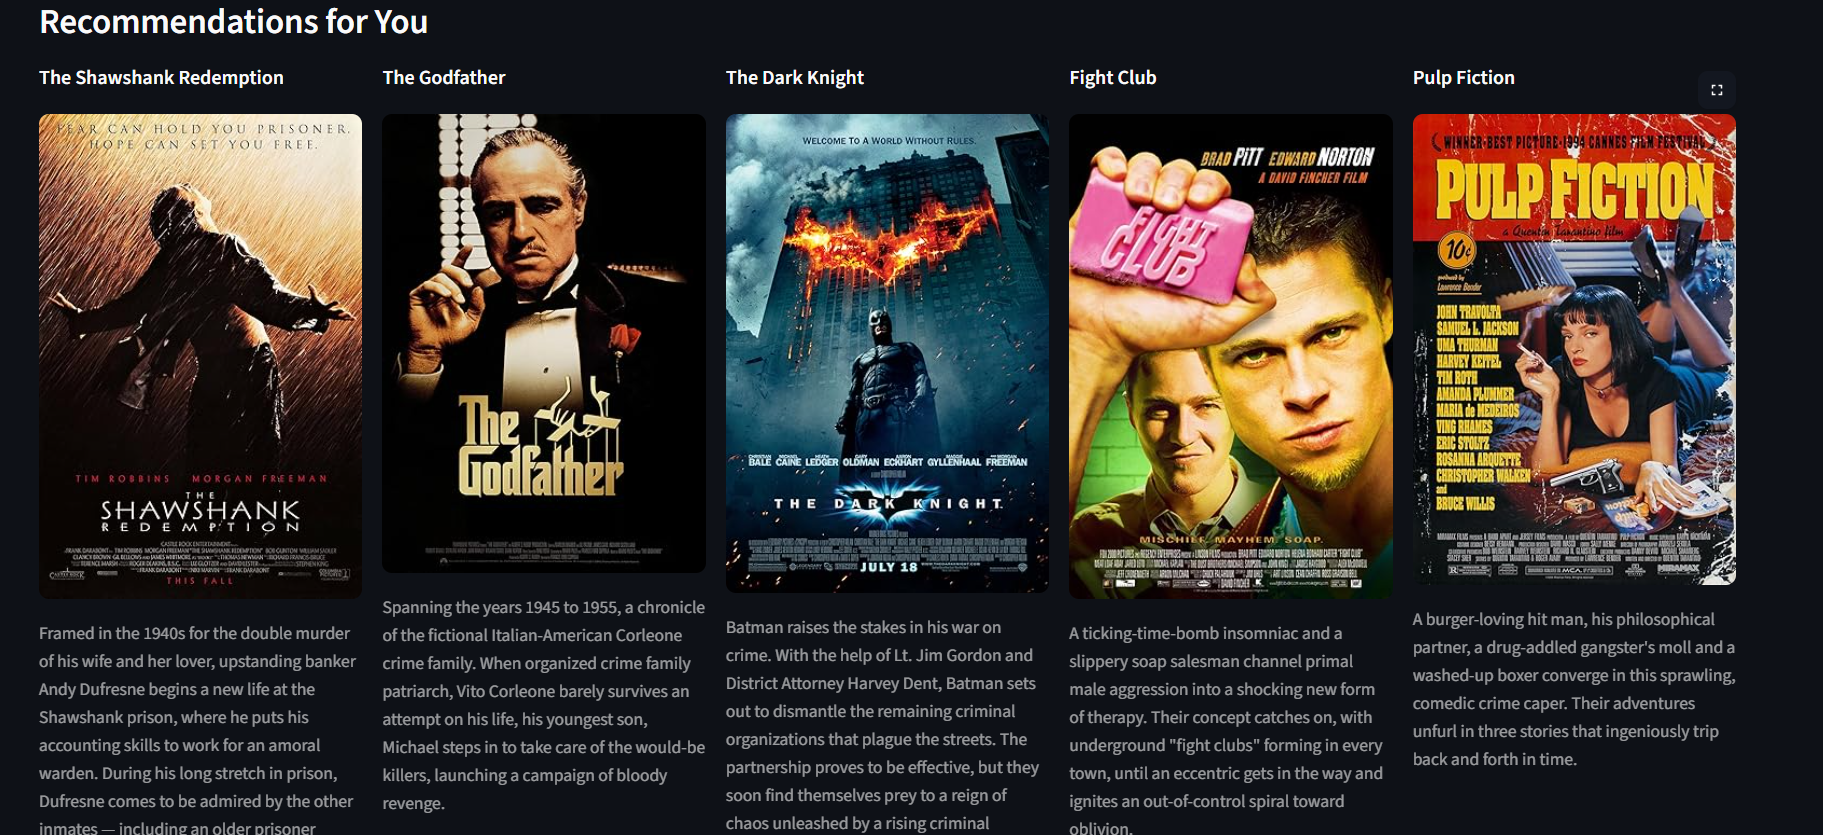 Recommendations for You
The Shawshank Redemption
FEAR CAN HOLD YOU PRISONER.
HOPE CAN SET YOU FREE.
TIM ROBBINS MORGAN FREEMAN
THE
SHAWSHANK
REDEMPTION
CASTLE ROCK ENTERTAINMENT
THIS FALL
Framed in the 1940s for the double murder
of his wife and her lover, upstanding banker
Andy Dufresne begins a new life at the
Shawshank prison, where he puts his
accounting skills to work for an amoral
warden. During his long stretch in prison,
Dufresne comes to be admired by the other
inmates — including an older prisoner
The Godfather
The
Godfather
Spanning the years 1945 to 1955, a chronicle
of the fictional Italian-American Corleone
crime family. When organized crime family
patriarch, Vito Corleone barely survives an
attempt on his life, his youngest son,
Michael steps in to take care of the would-be
killers, launching a campaign of bloody
revenge.
The Dark Knight
WELCOME TO A WORLD WITHOUT RULES.
CHRISTIAN BALE MICHAEL CAINE HEATH LEDGER GARY OLDMAN AARON ECKHART MAGGIE GYLLENHAAL MORGAN FREEMAN
THE DARK KNIGHT
JULY 18
Batman raises the stakes in his war on
crime. With the help of Lt. Jim Gordon and
District Attorney Harvey Dent, Batman sets
out to dismantle the remaining criminal
organizations that plague the streets. The
partnership proves to be effective, but they
soon find themselves prey to a reign of
chaos unleashed by a rising criminal
Fight Club
BRAD PITT EDWARD NORTON
A DAVID FINCHER FILM
FIGHT
CLUB
MISCHIEF. MAYHEM. SOAP.
A ticking-time-bomb insomniac and a
slippery soap salesman channel primal
male aggression into a shocking new form
of therapy. Their concept catches on, with
underground "fight clubs" forming in every
town, until an eccentric gets in the way and
ignites an out-of-control spiral toward
oblivion.
Pulp Fiction
WINNER·BEST PICTURE·1994 CANNES FILM FESTIVAL
PULP FICTION
a Quentin Tarantino film
10¢
produced by
Lawrence Bender
JOHN TRAVOLTA
SAMUEL L. JACKSON
UMA THURMAN
HARVEY KEITEL
TIM ROTH
AMANDA PLUMMER
MARIA de MEDEIROS
VING RHAMES
ERIC STOLTZ
ROSANNA ARQUETTE
CHRISTOPHER WALKEN
and
BRUCE WILLIS
MIRAMAX
A burger-loving hit man, his philosophical
partner, a drug-addled gangster's moll and a
washed-up boxer converge in this sprawling,
comedic crime caper. Their adventures
unfurl in three stories that ingeniously trip
back and forth in time.